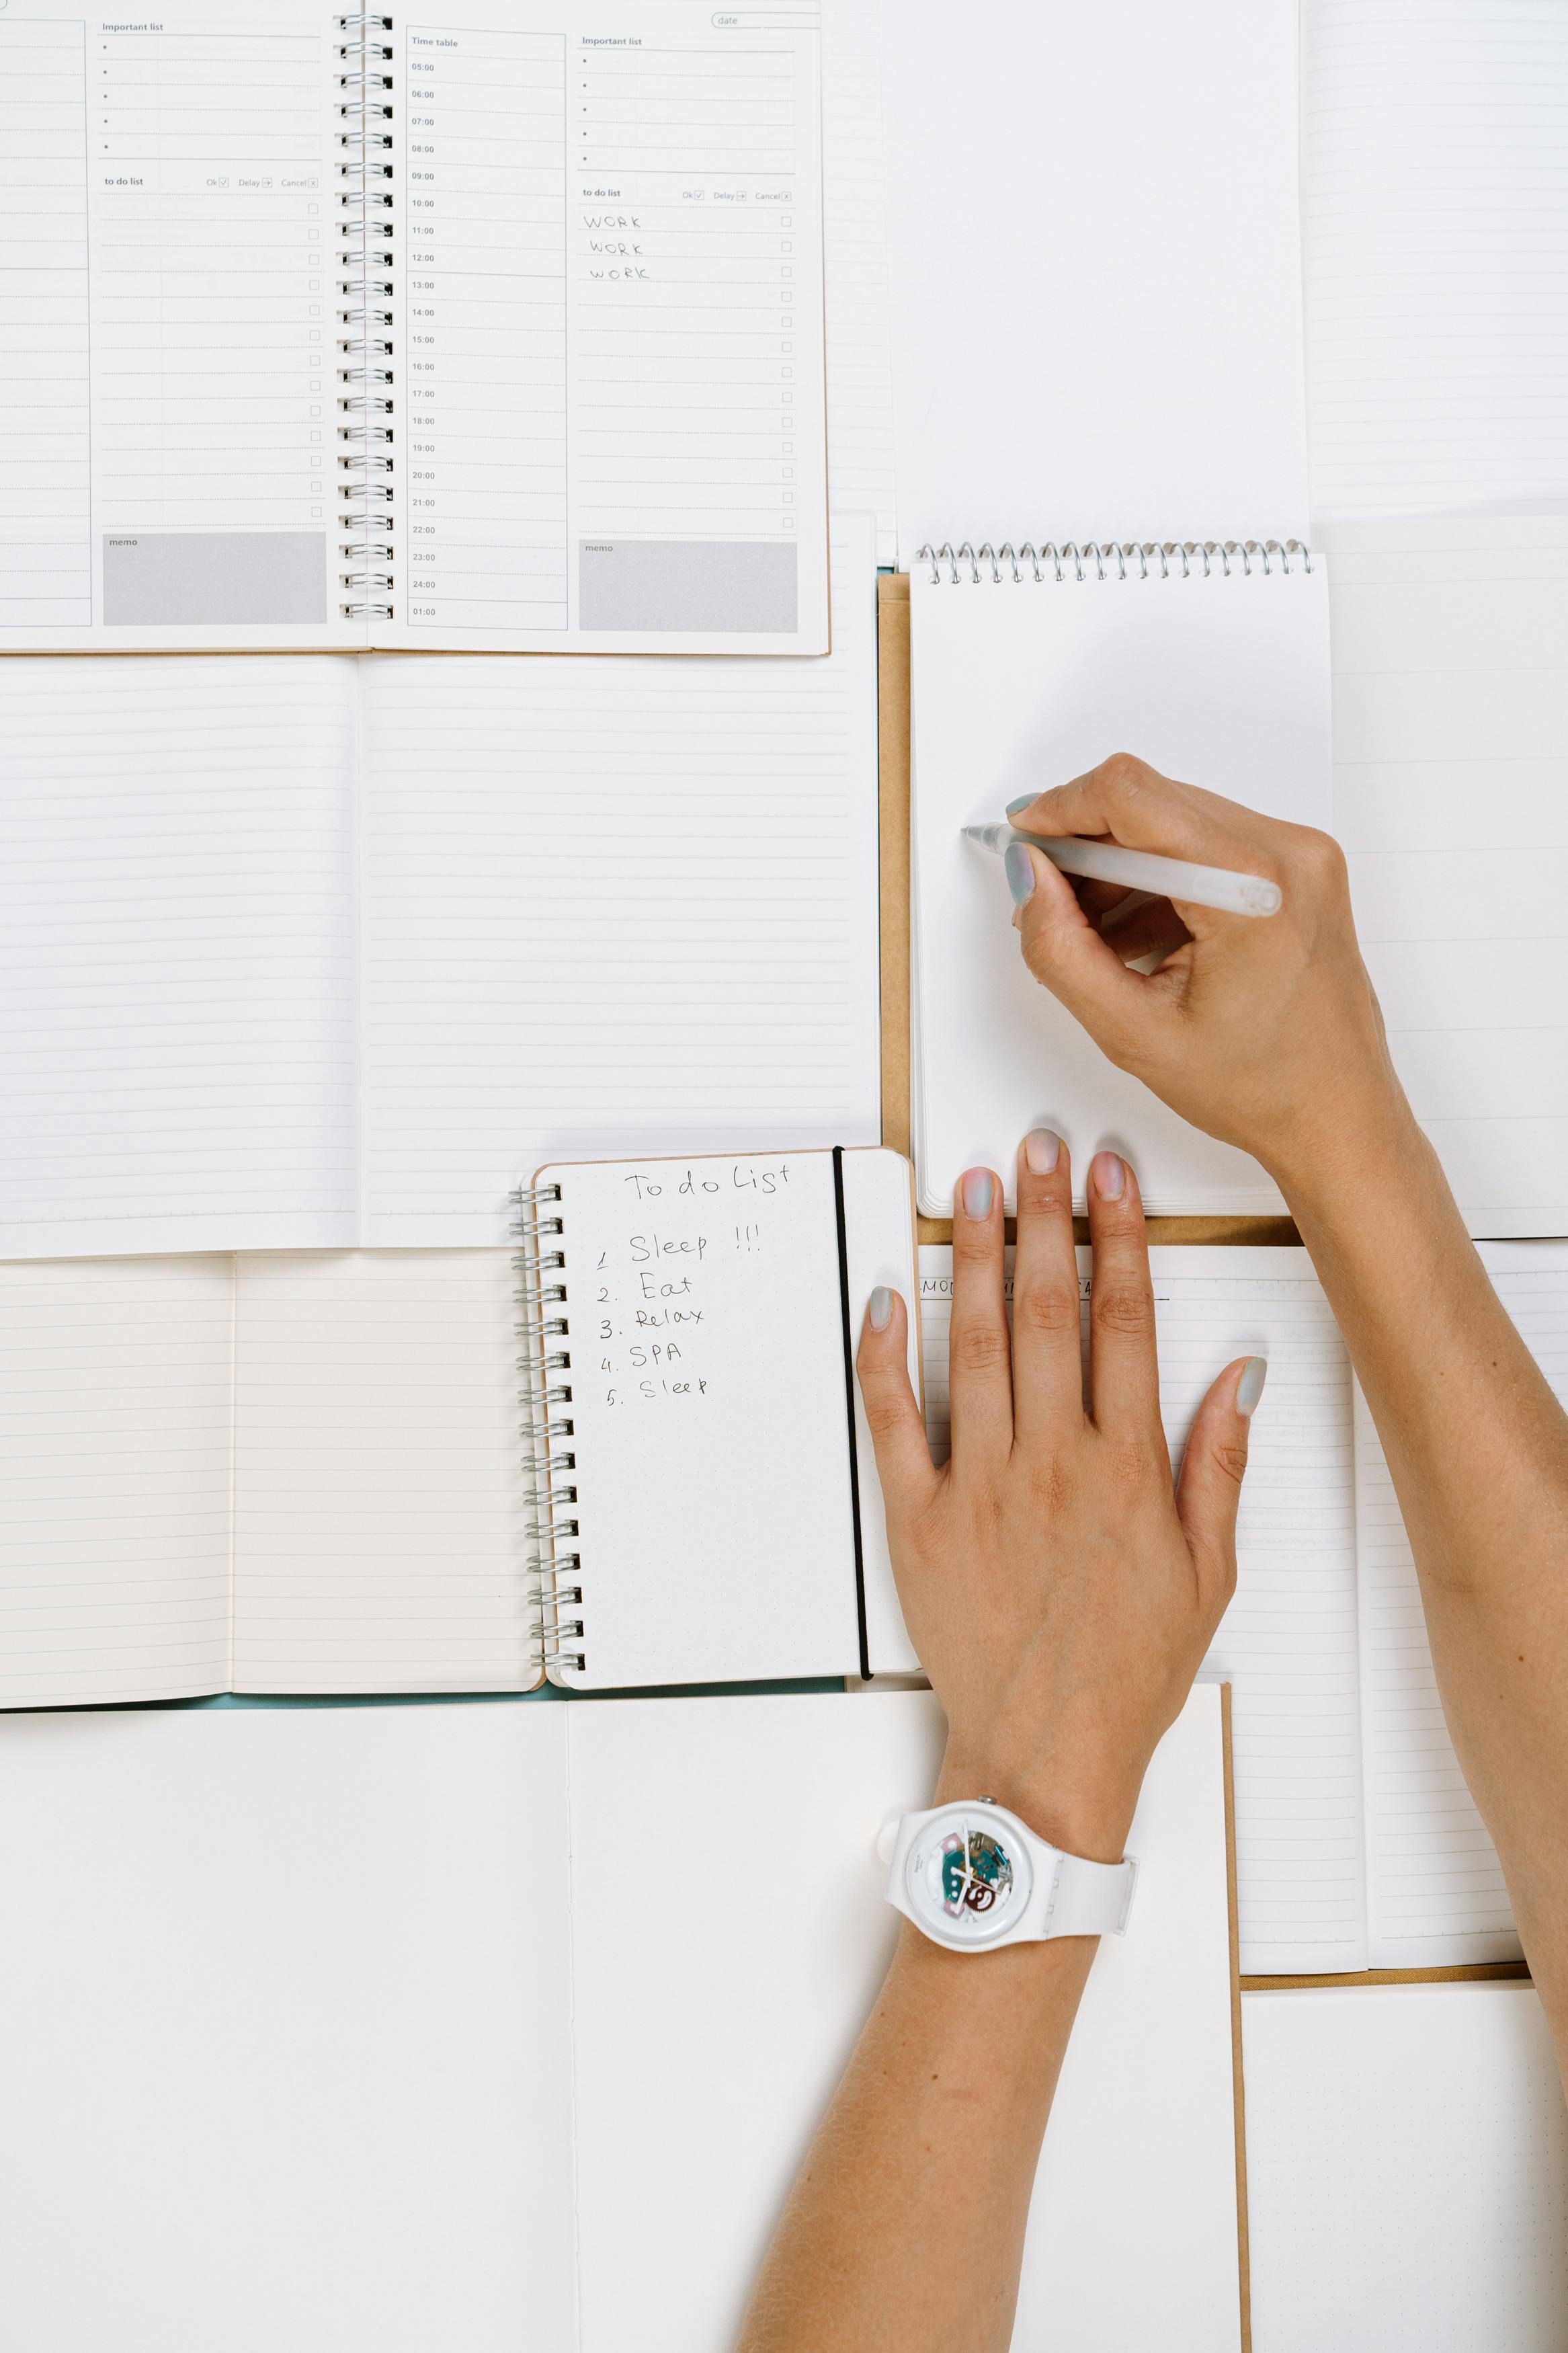 Important list
to do list Ok Delay Cancel
memo
date
Time table
05:00
06:00
07:00
08:00
09:00
10:00
11:00
12:00
13:00
14:00
15:00
16:00
17:00
18:00
19:00
20:00
21:00
22:00
23:00
24:00
01:00
Important list
to do list Ok Delay Cancel
WORK
WORK
WORK
memo
To do List
1 Sleep !!!
2. Eat
3. Relax
4. SPA
5. Sleep